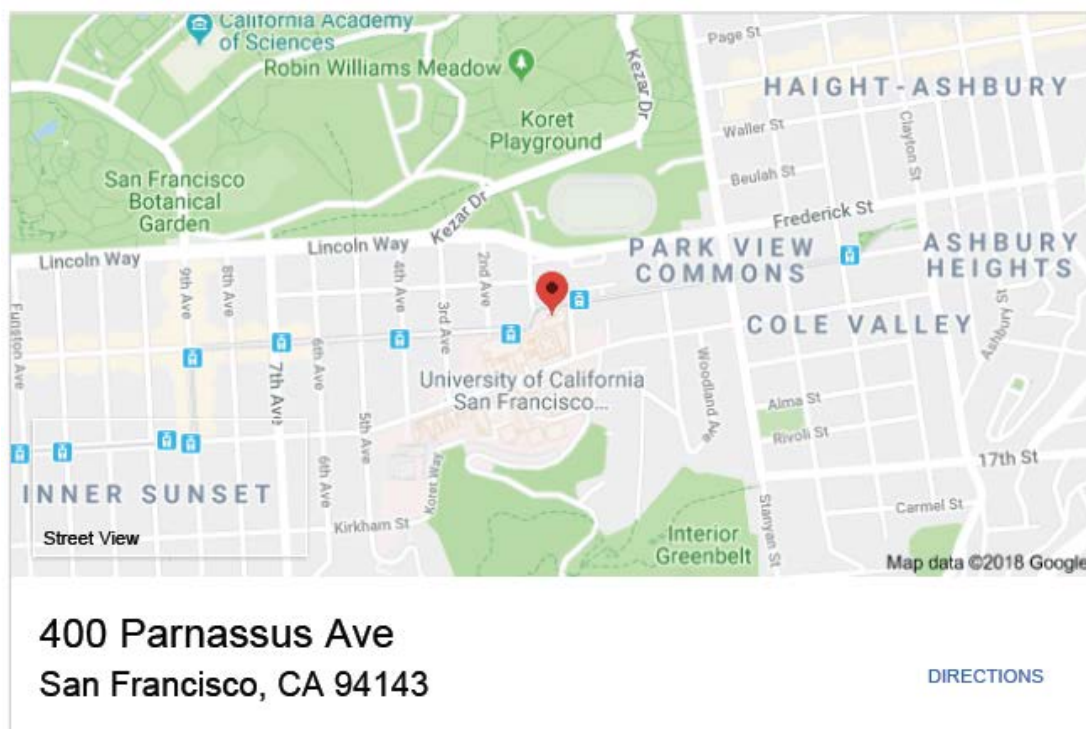 California Academy
of Sciences
Robin Williams Meadow
Koret
Playground
Kezar Dr
Page St
HAIGHT-ASHBURY
Waller St
Clayton St
Beulah St
San Francisco
Botanical
Garden
Kezar Dr
Frederick St
Lincoln Way
Lincoln Way
PARK VIEW
COMMONS
ASHBURY
HEIGHTS
9th Ave
8th Ave
4th Ave
2nd Ave
3rd Ave
Funston Ave
COLE VALLEY
Ashbury St
6th Ave
7th Ave
University of California
San Francisco...
Woodland Ave
5th Ave
Alma St
Rivoli St
17th St
6th Ave
Koret Way
INNER SUNSET
Kirkham St
Stanyan St
Carmel St
Street View
Interior
Greenbelt
Map data ©2018 Google
400 Parnassus Ave
San Francisco, CA 94143
DIRECTIONS